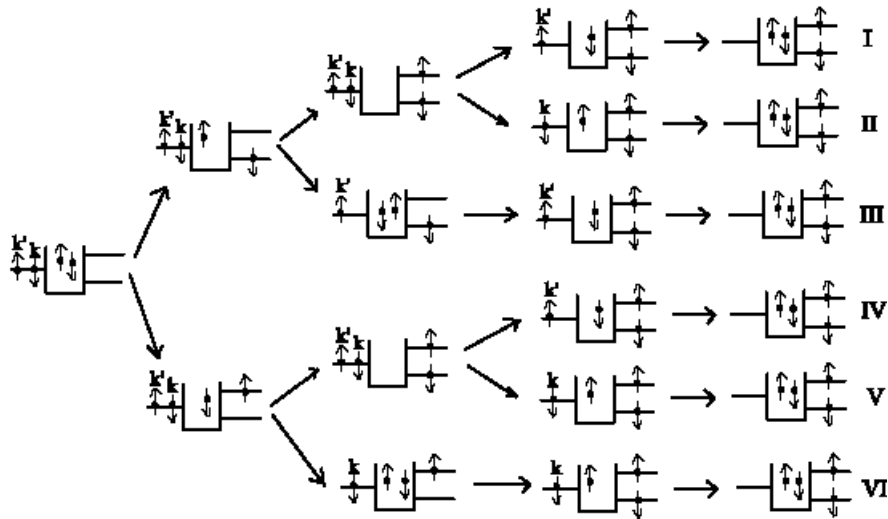 k' k'  I
k' k
k' k k  II
k' k'  III
k' k
k' IV
k' k
k' k k  V
k k  VI